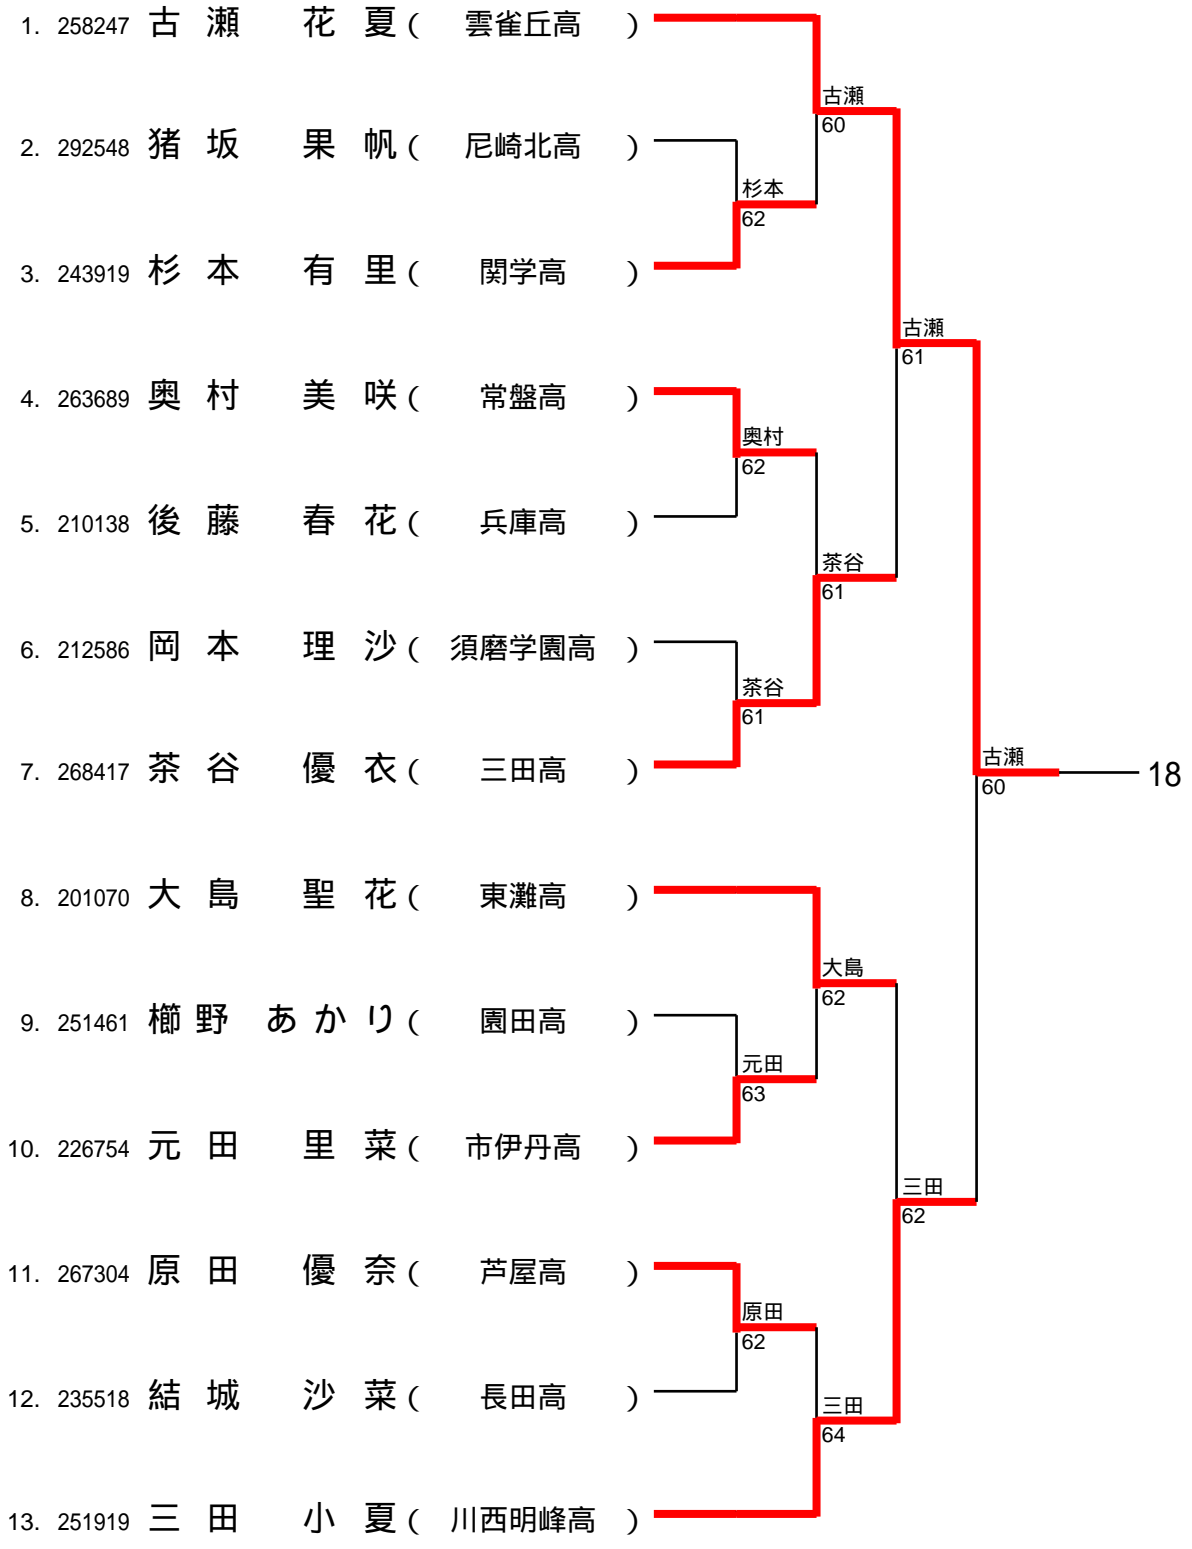 1. 258247 古瀬 花夏 ( 雲雀丘高 )
古瀬
60
2. 292548 猪坂 果帆 ( 尼崎北高 )
杉本
62
3. 243919 杉本 有里 ( 関学高 )
古瀬
61
4. 263689 奥村 美咲 ( 常盤高 )
奥村
62
5. 210138 後藤 春花 ( 兵庫高 )
茶谷
61
6. 212586 岡本 理沙 ( 須磨学園高 )
茶谷
61
7. 268417 茶谷 優衣 ( 三田高 )
古瀬
60
18
8. 201070 大島 聖花 ( 東灘高 )
大島
62
9. 251461 櫛野 あかり ( 園田高 )
元田
63
10. 226754 元田 里菜 ( 市伊丹高 )
三田
62
11. 267304 原田 優奈 ( 芦屋高 )
原田
62
12. 235518 結城 沙菜 ( 長田高 )
三田
64
13. 251919 三田 小夏 ( 川西明峰高 )